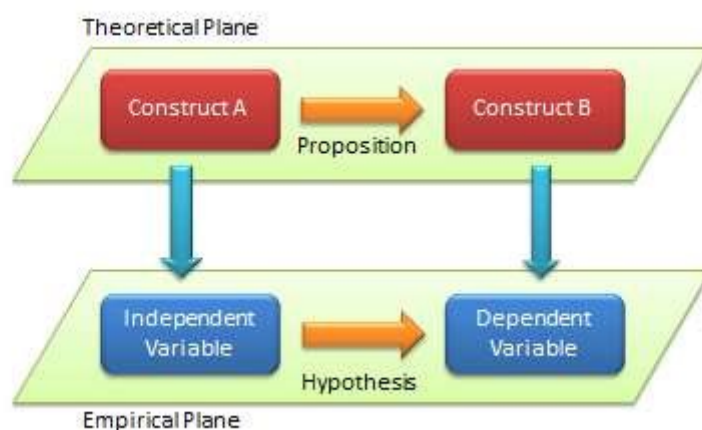 Theoretical Plane
Construct A
Construct B
Proposition
Independent
Variable
Dependent
Variable
Hypothesis
Empirical Plane